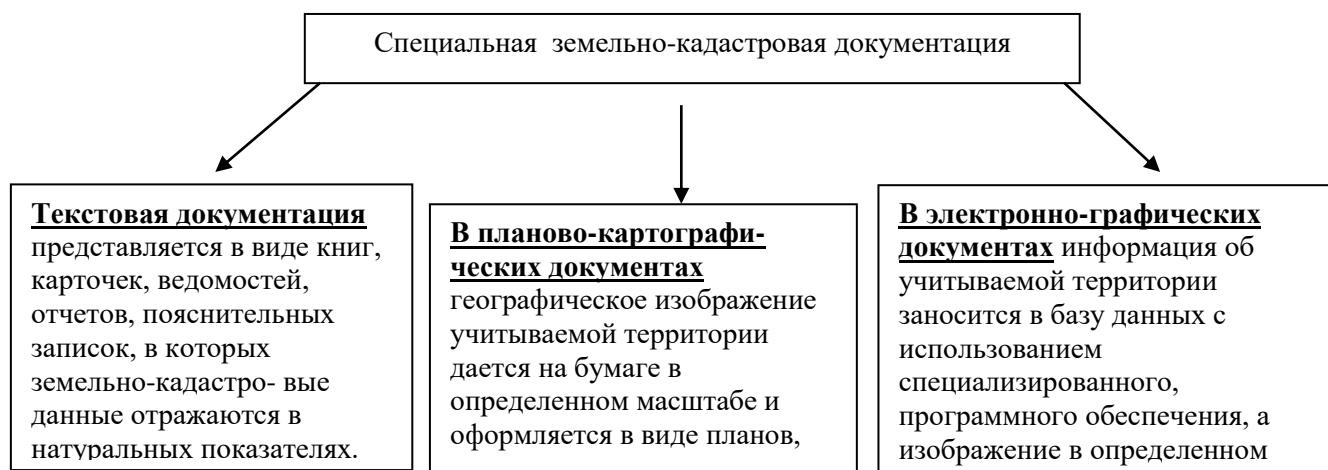 Специальная земельно-кадастровая документация
Текстовая документация
представляется в виде книг,
карточек, ведомостей,
отчетов, пояснительных
записок, в которых
земельно-кадастро- вые
данные отражаются в
натуральных показателях.
В планово-картографи-
ческих документах
географическое изображение
учитываемой территории
дается на бумаге в
определенном масштабе и
оформляется в виде планов,
В электронно-графических
документах информация об
учитываемой территории
заносится в базу данных с
использованием
специализированного,
программного обеспечения, а
изображение в определенном